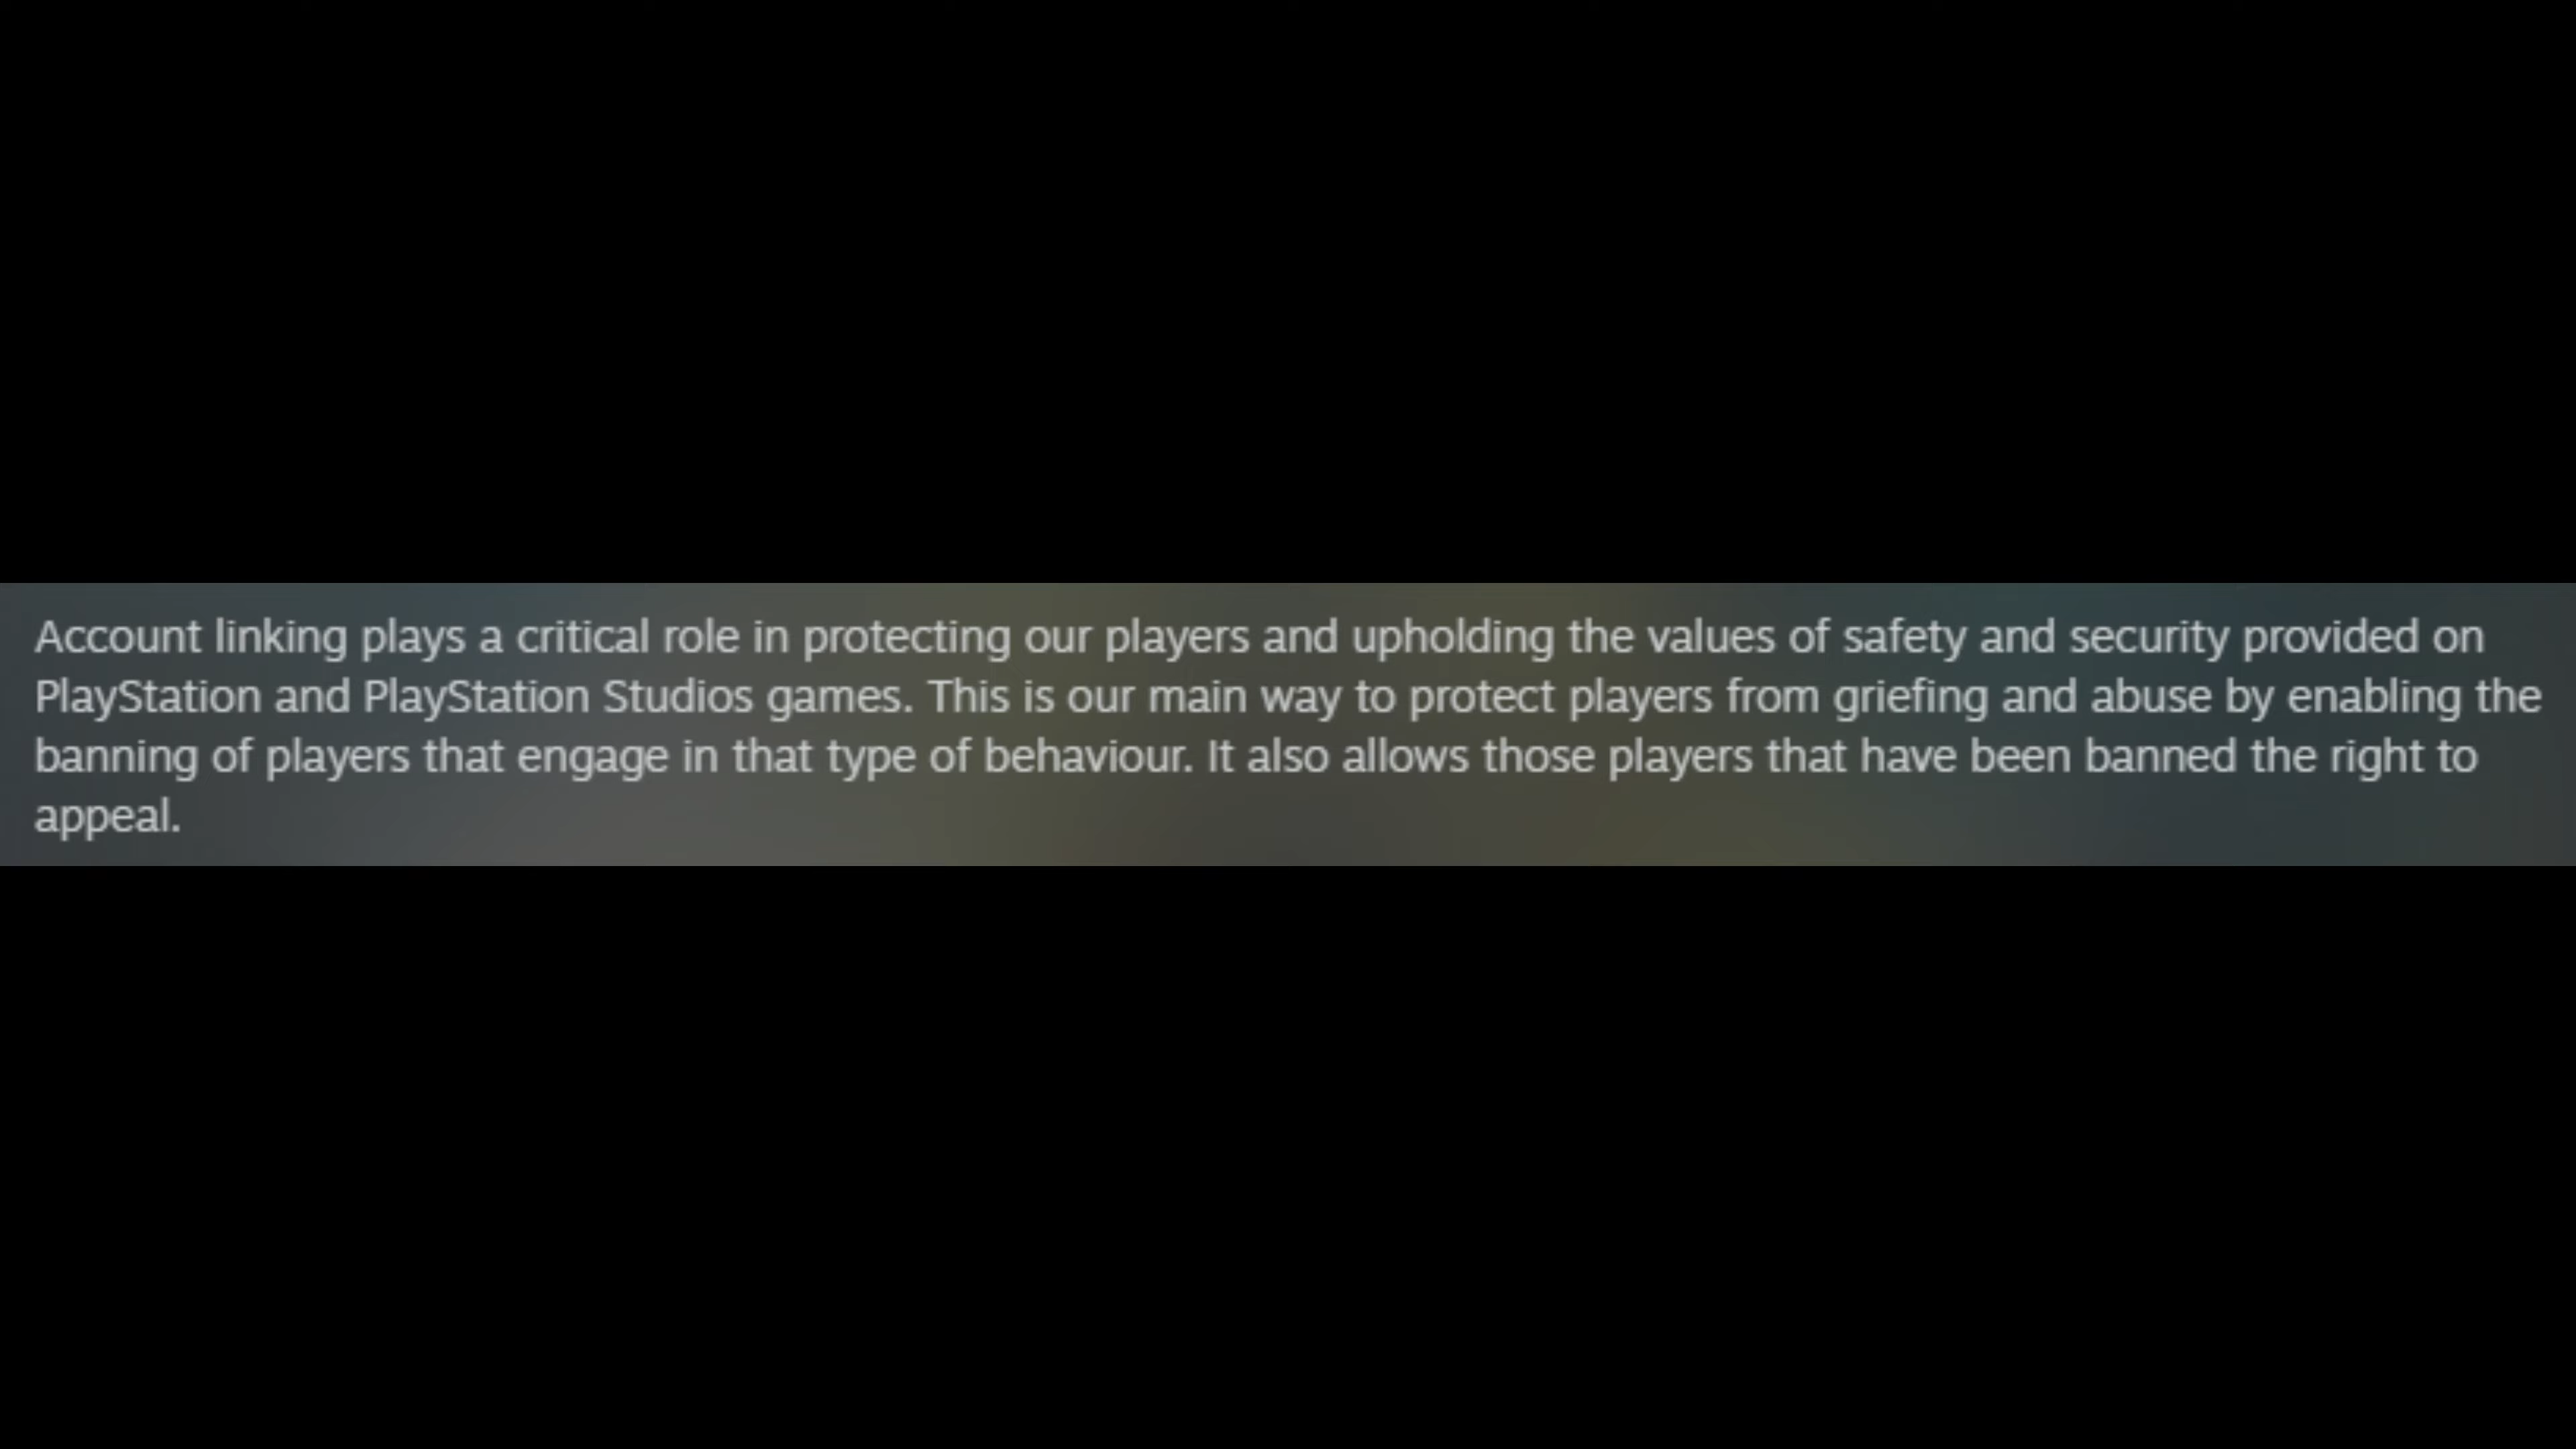 Account linking plays a critical role in protecting our players and upholding the values of safety and security provided on
PlayStation and PlayStation Studios games. This is our main way to protect players from griefing and abuse by enabling the
banning of players that engage in that type of behaviour. It also allows those players that have been banned the right to
appeal.